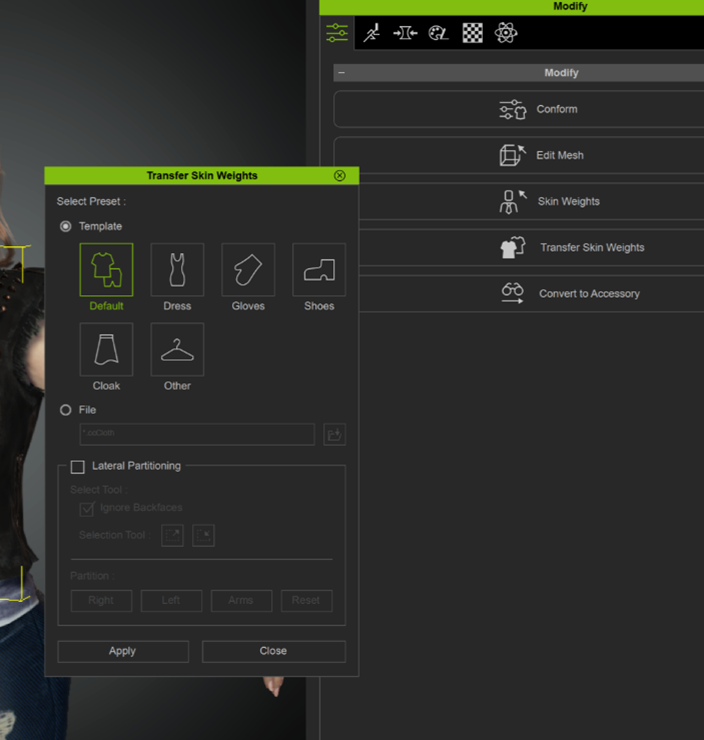 Modify
Modify
Conform
Edit Mesh
Skin Weights
Transfer Skin Weights
Convert to Accessory
Transfer Skin Weights
Select Preset :
Template
Default Dress Gloves Shoes
Cloak Other
File
*.ccCloth
Lateral Partitioning
Select Tool :
Ignore Backfaces
Selection Tool
Partition :
Right Left Arms Reset
Apply Close